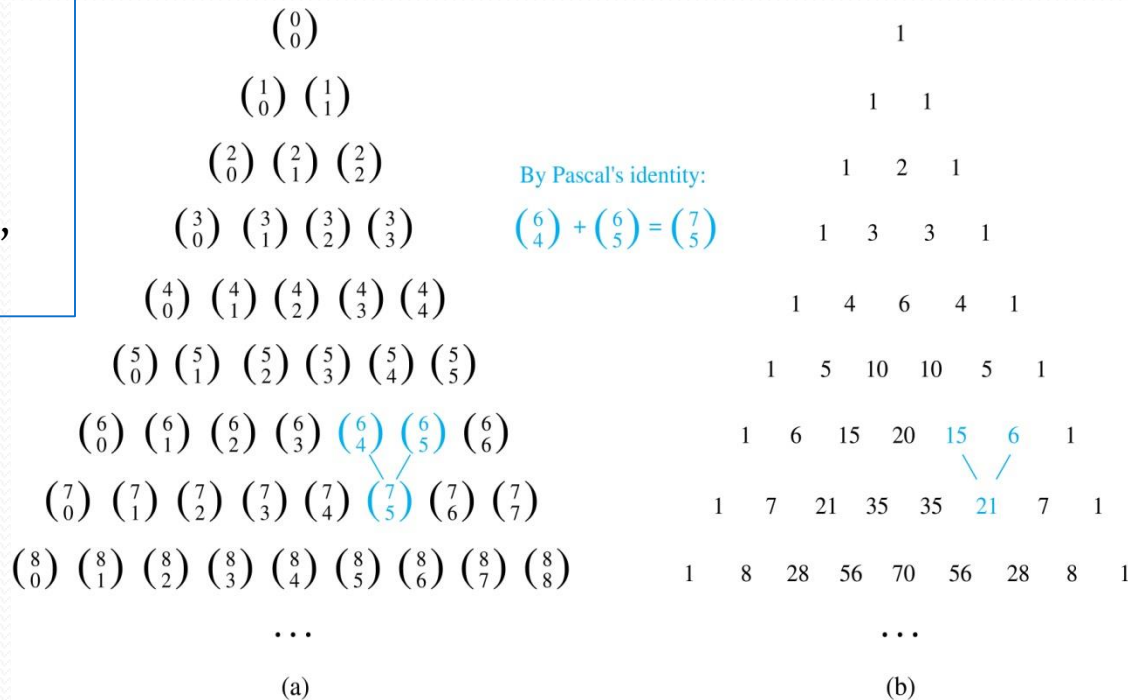 (0 0)
1
(1 0) (1 1)
1 1
(2 0) (2 1) (2 2)
By Pascal's identity:
1 2 1
,
(3 0) (3 1) (3 2) (3 3)
(6 4) + (6 5) = (7 5)
1 3 3 1
(4 0) (4 1) (4 2) (4 3) (4 4)
1 4 6 4 1
(5 0) (5 1) (5 2) (5 3) (5 4) (5 5)
1 5 10 10 5 1
(6 0) (6 1) (6 2) (6 3) (6 4) (6 5) (6 6)
1 6 15 20 15 6 1
(7 0) (7 1) (7 2) (7 3) (7 4) (7 5) (7 6) (7 7)
1 7 21 35 35 21 7 1
(8 0) (8 1) (8 2) (8 3) (8 4) (8 5) (8 6) (8 7) (8 8)
1 8 28 56 70 56 28 8 1
...
...
(a)
(b)